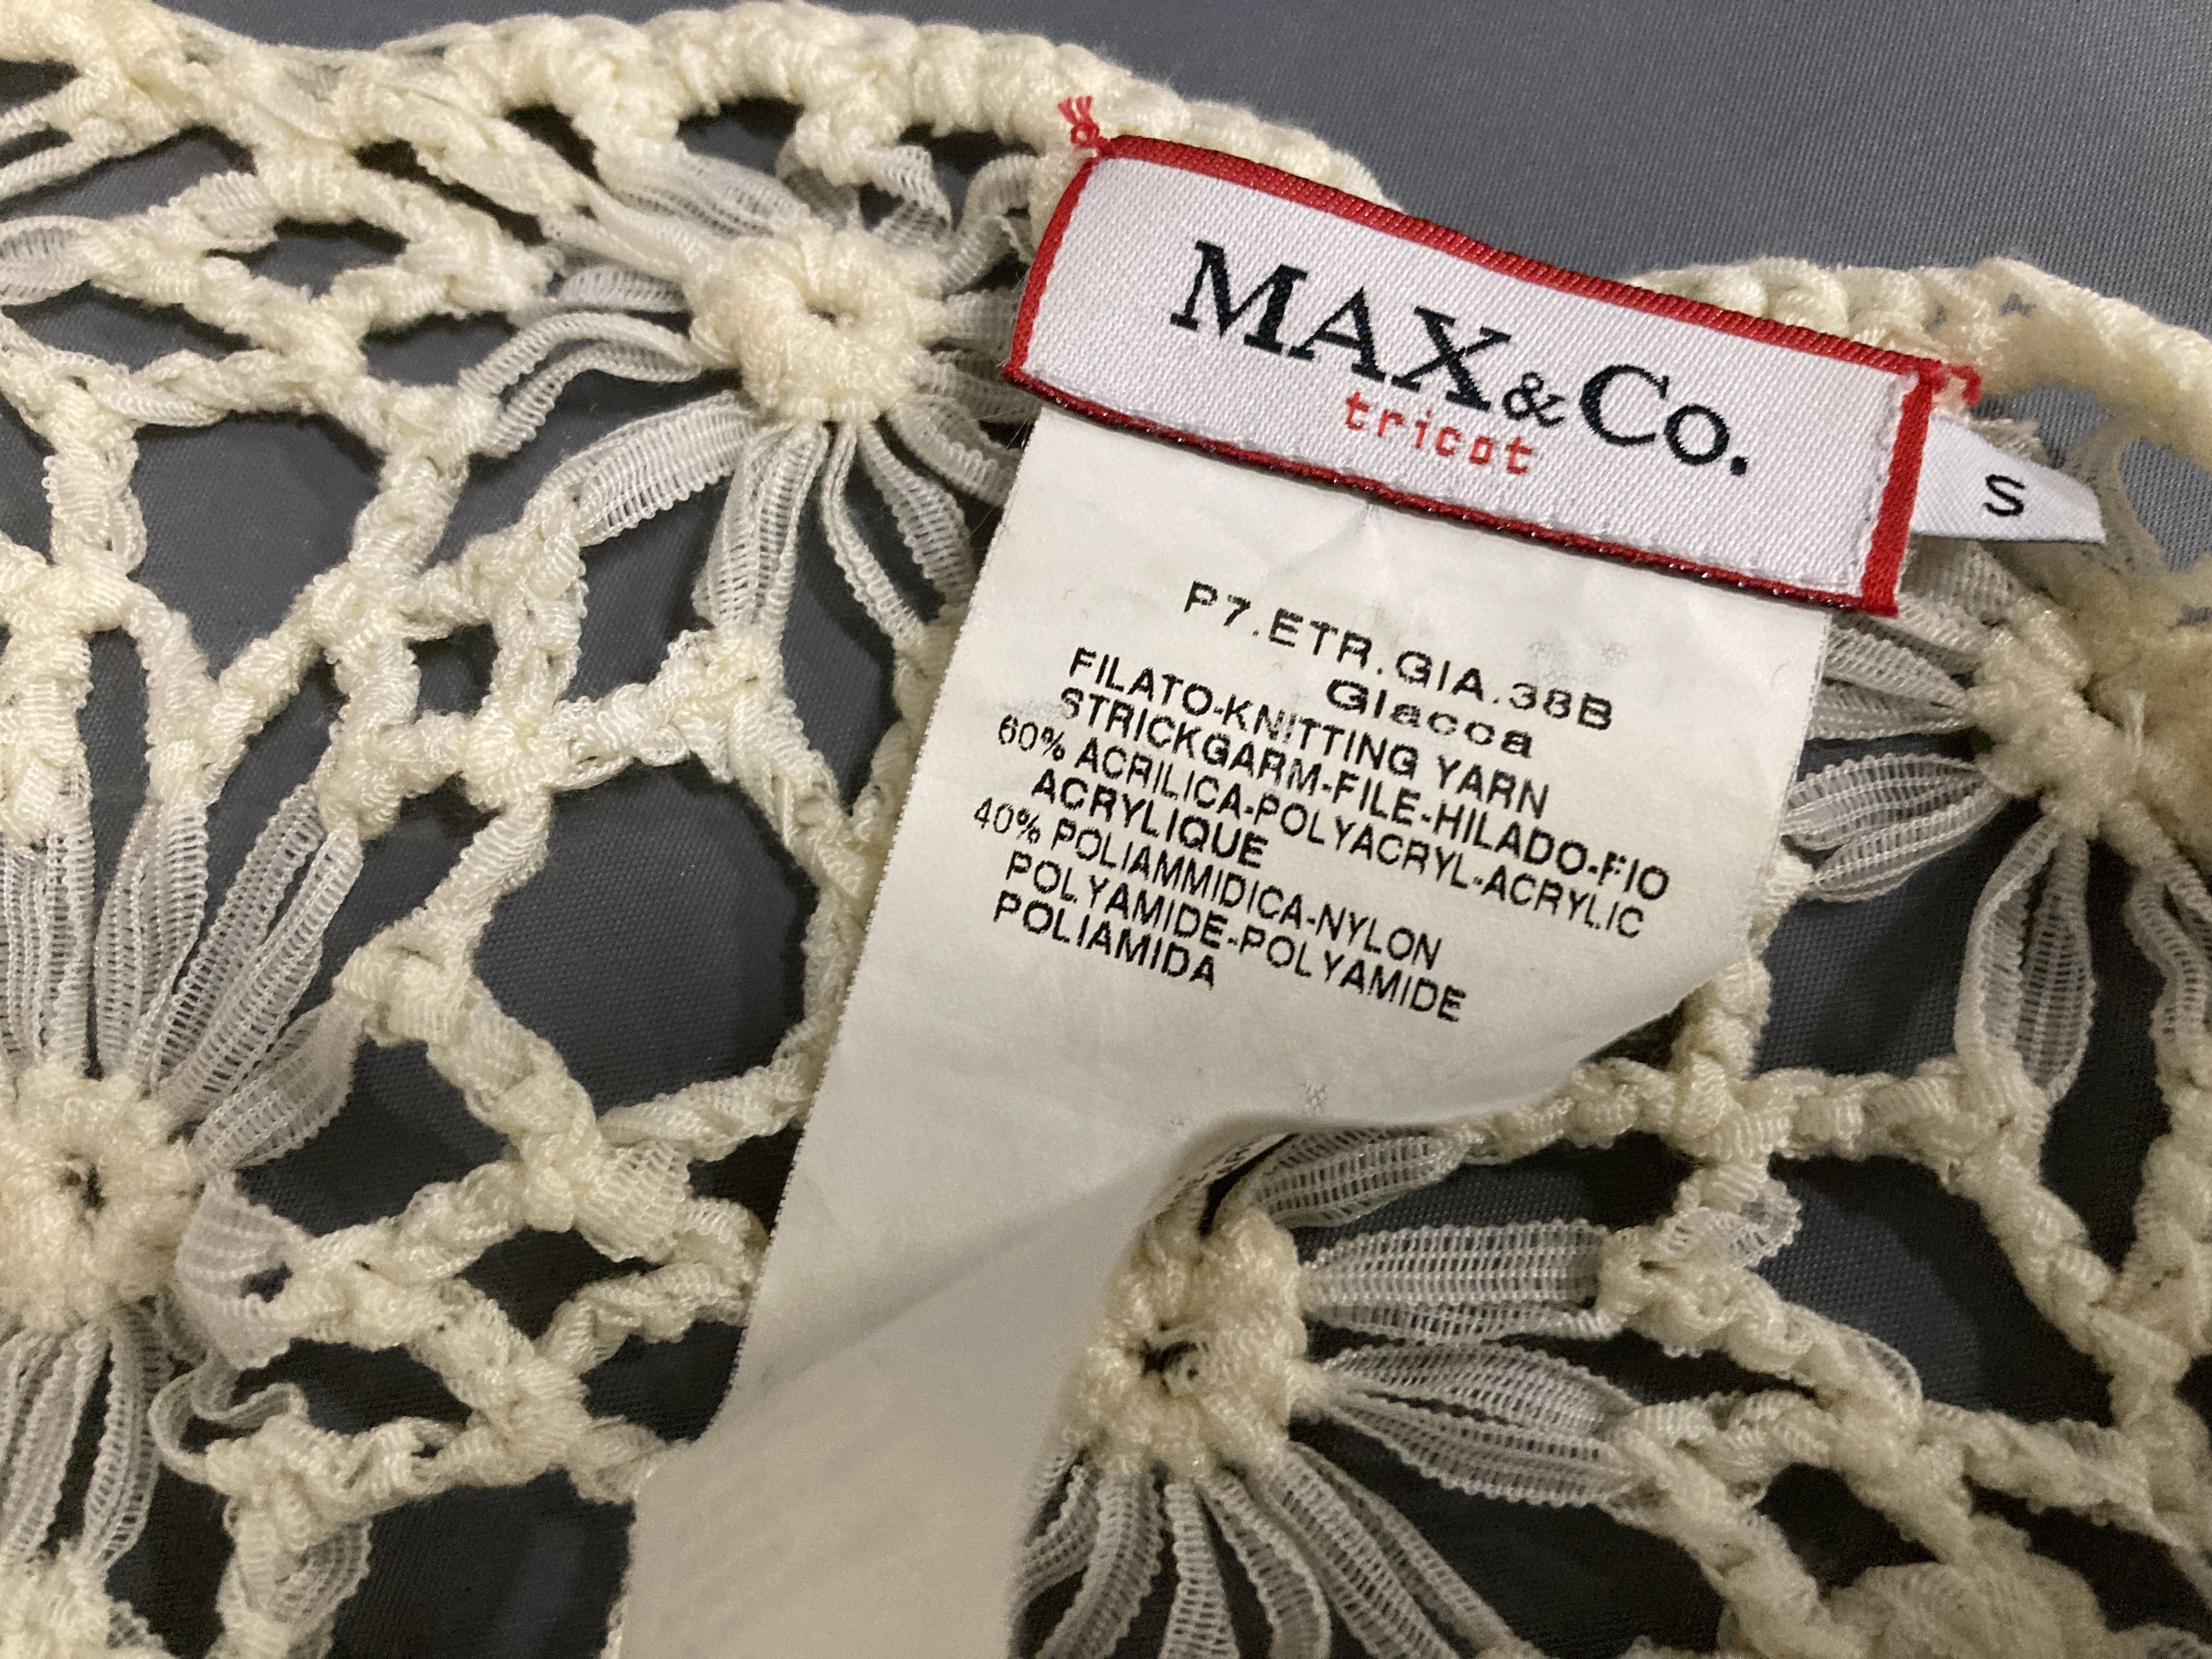 MAX&Co.
tricot
S
P7.ETR.GIA.38B
Giacca
FILATO-KNITTING YARN
STRICKGARM-FILE-HILADO-FIO
60% ACRILICA-POLYACRYL-ACRYLIC
ACRYLIQUE
40% POLIAMMIDICA-NYLON
POLYAMIDE-POLYAMIDE
POLIAMIDA